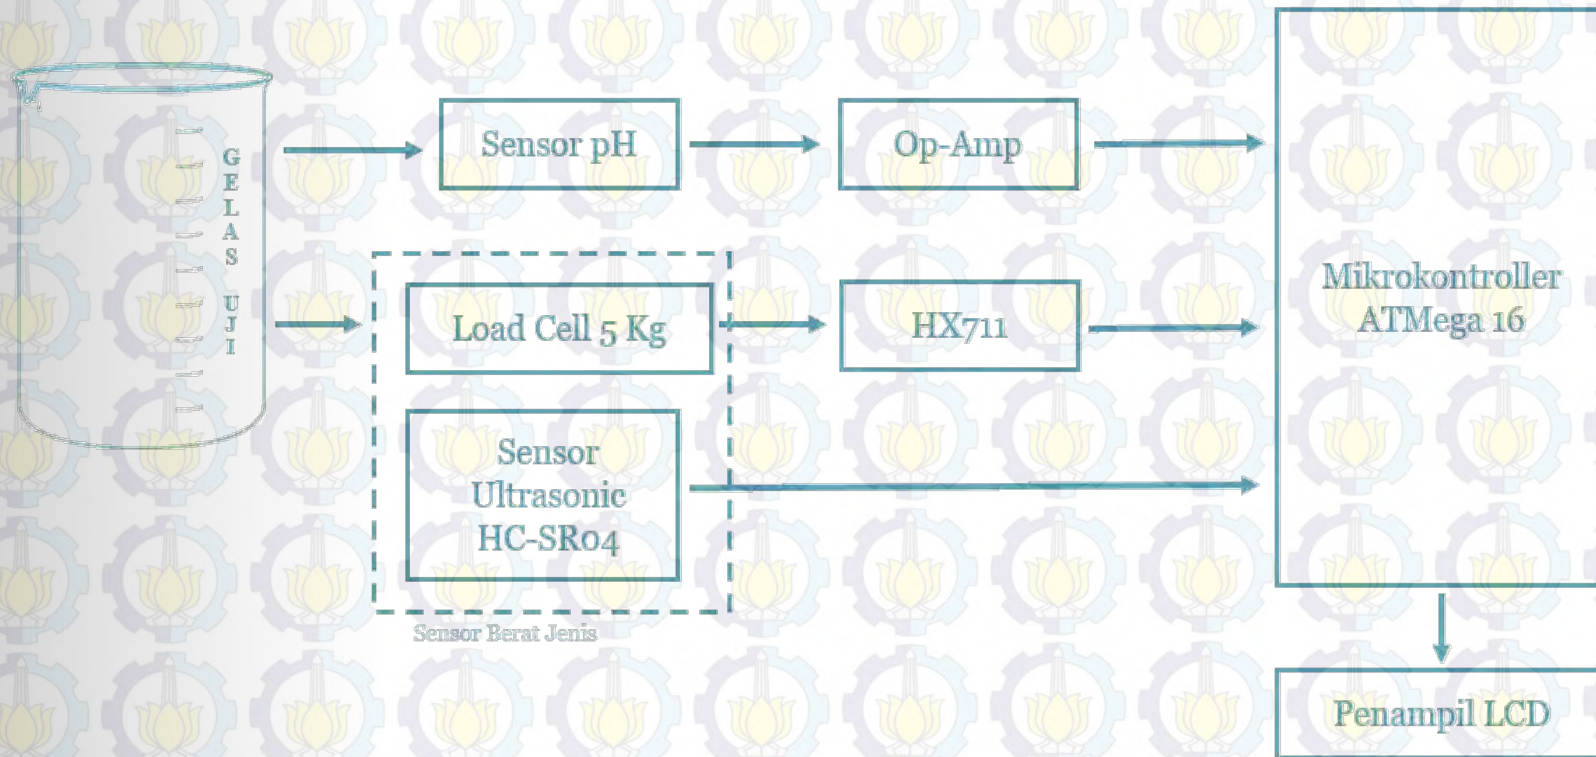 GELAS UJI
Sensor pH
Op-Amp
Load Cell 5 Kg
HX711
Sensor
Ultrasonic
HC-SR04
Sensor Berat Jenis
Mikrokontroller
ATMega 16
Penampil LCD